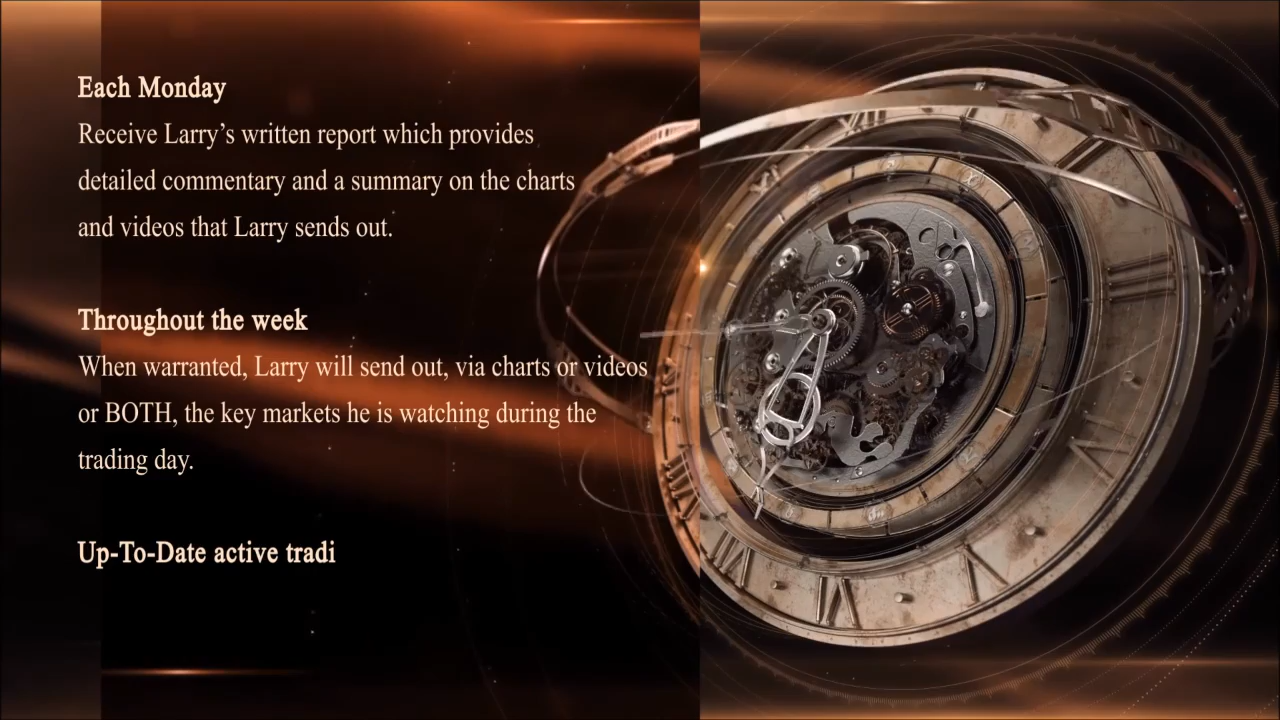 Each Monday
Receive Larry’s written report which provides
detailed commentary and a summary on the charts
and videos that Larry sends out.
Throughout the week
When warranted, Larry will send out, via charts or videos
or BOTH, the key markets he is watching during the
trading day.
Up-To-Date active tradi